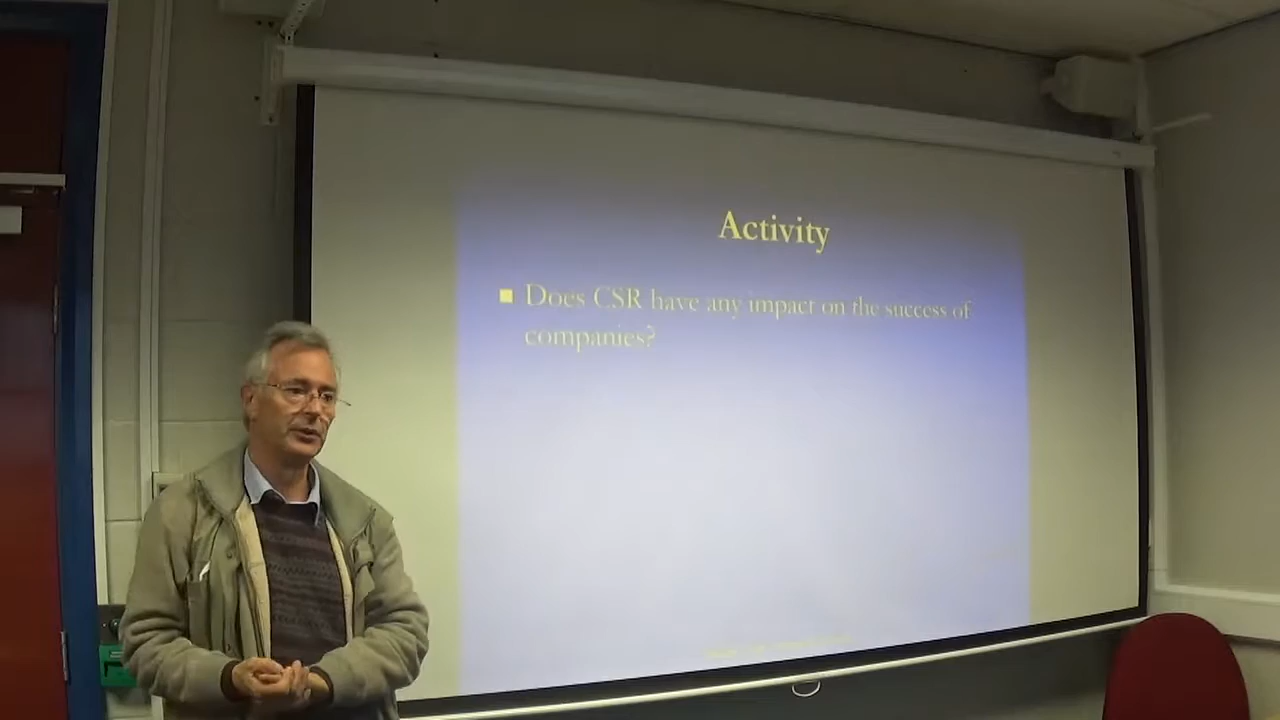 Activity
Does CSR have any impact on the success of
companies?